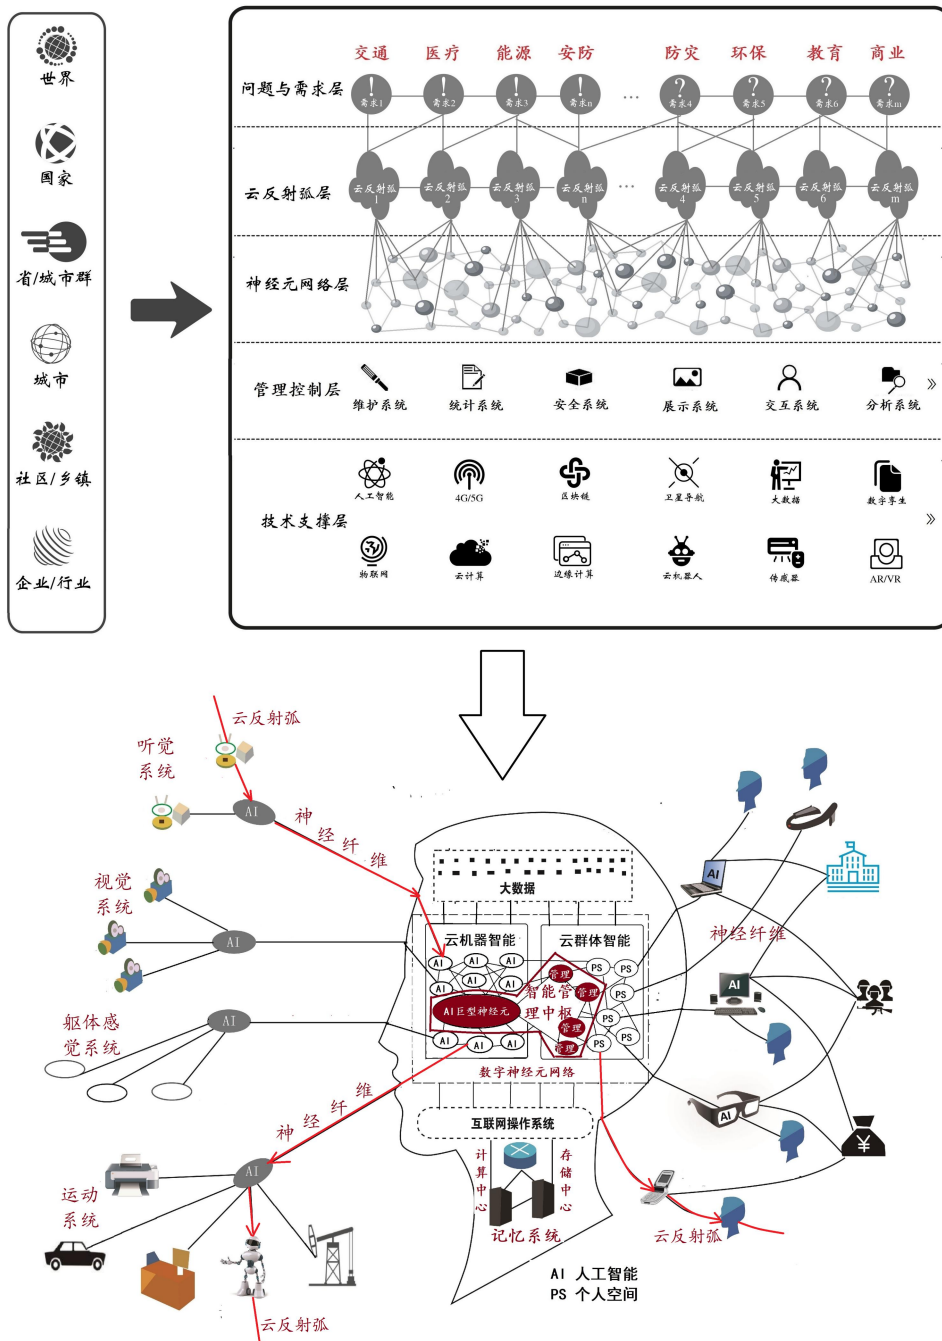 世界
国家
省/城市群
城市
社区/乡镇
企业/行业
交通 医疗 能源 安防 防灾 环保 教育 商业
问题与需求层
! ! ! ! ? ? ? ?
需求1 需求2 需求3 需求n … 需求4 需求5 需求6 需求m
云反射弧层
云反射弧 云反射弧 云反射弧 云反射弧 … 云反射弧 云反射弧 云反射弧 云反射弧
1 2 3 n 4 5 6 m
神经元网络层
管理控制层
维护系统 统计系统 安全系统 展示系统 交互系统 分析系统
技术支撑层
人工智能 4G/5G 区块链 卫星导航 大数据 数字孪生
物联网 云计算 边缘计算 云机器人 传感器 AR/VR
云反射弧
听觉
系统
AI
神经纤维
视觉
系统
AI
躯体感
觉系统
AI
神经纤维
AI
运动
系统
云反射弧
大数据
云机器智能
云群体智能
AI AI AI
AI AI AI
AI巨型神经元
AI AI AI
管理
管理
智能管
理中枢
管理
管理
PS PS
PS
PS
PS PS
数字神经元网络
互联网操作系统
计算中心
存储中心
记忆系统
AI
神经纤维
AI
AI
¥
云反射弧
AI 人工智能
PS 个人空间